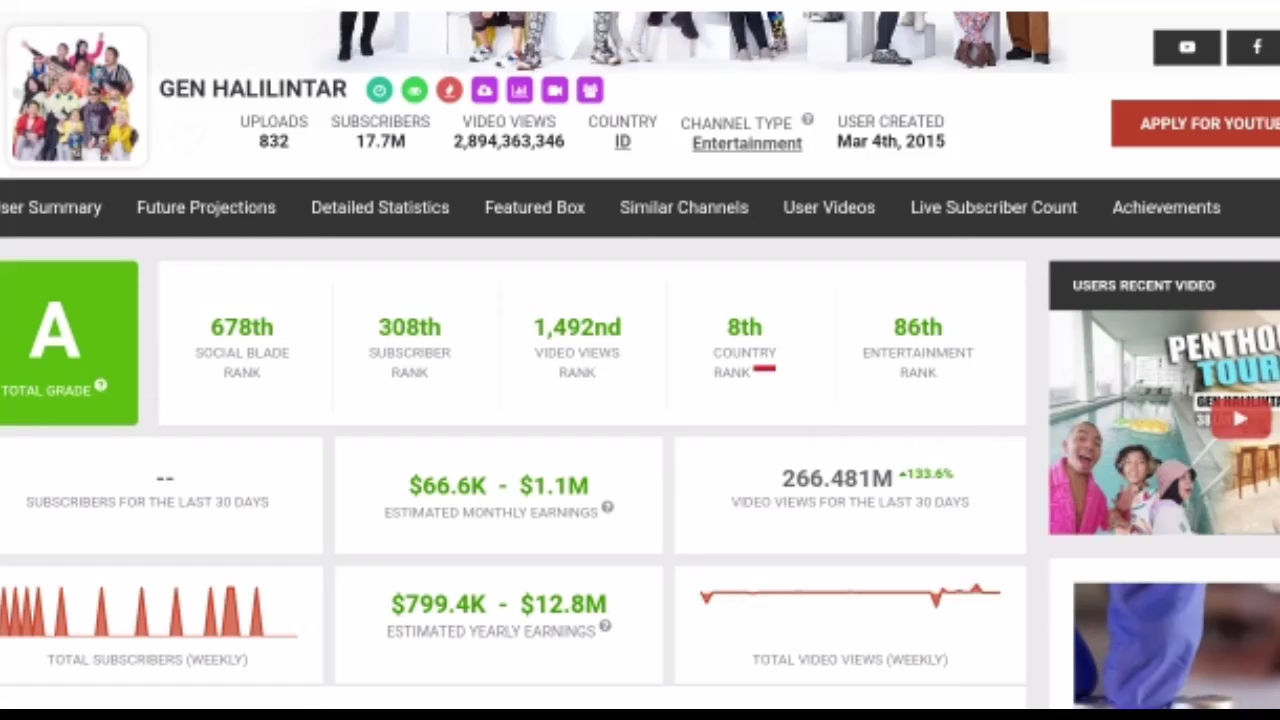 GEN HALILINTAR
UPLOADS SUBSCRIBERS VIDEO VIEWS COUNTRY CHANNEL TYPE USER CREATED
832 17.7M 2,894,363,346 ID Entertainment Mar 4th, 2015
APPLY FOR YOUTUBE
ser Summary Future Projections Detailed Statistics Featured Box Similar Channels User Videos Live Subscriber Count Achievements
A
TOTAL GRADE
678th
SOCIAL BLADE
RANK
308th
SUBSCRIBER
RANK
1,492nd
VIDEO VIEWS
RANK
8th
COUNTRY
RANK
86th
ENTERTAINMENT
RANK
USERS RECENT VIDEO
PENTHO
TOUR
GEN HALILINTA
--
SUBSCRIBERS FOR THE LAST 30 DAYS
$66.6K - $1.1M
ESTIMATED MONTHLY EARNINGS
266.481M 133.6%
VIDEO VIEWS FOR THE LAST 30 DAYS
TOTAL SUBSCRIBERS (WEEKLY)
$799.4K - $12.8M
ESTIMATED YEARLY EARNINGS
TOTAL VIDEO VIEWS (WEEKLY)